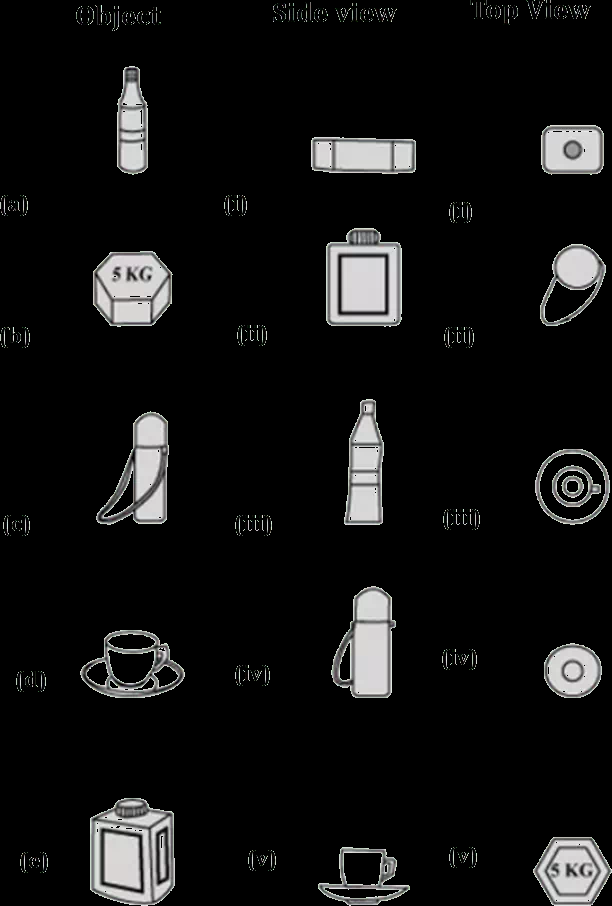 Object Side view Top View
(a) (i) (i)
5 KG
(b) (ii) (ii)
(c) (iii) (iii)
(d) (iv) (iv)
(e) (v) (v)
5 KG